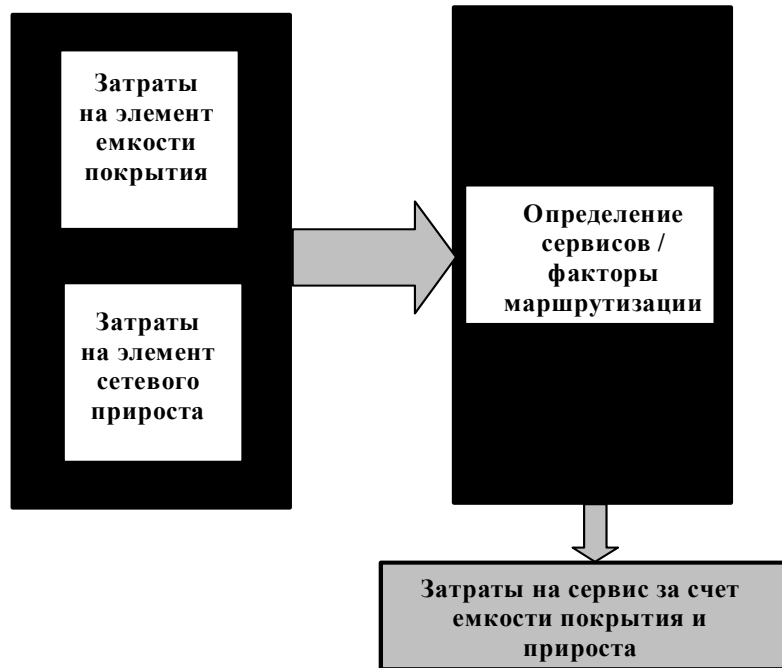 Затраты
на элемент
емкости
покрытия
Затраты
на элемент
сетевого
прироста
Определение
сервисов /
факторы
маршрутизации
Затраты на сервис за счет
емкости покрытия и
прироста